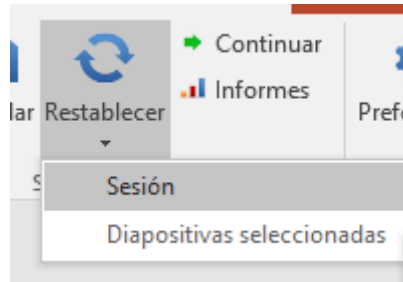 Continuar
Informes
lar Restablecer
Pref
Sesión
Diapositivas seleccionadas